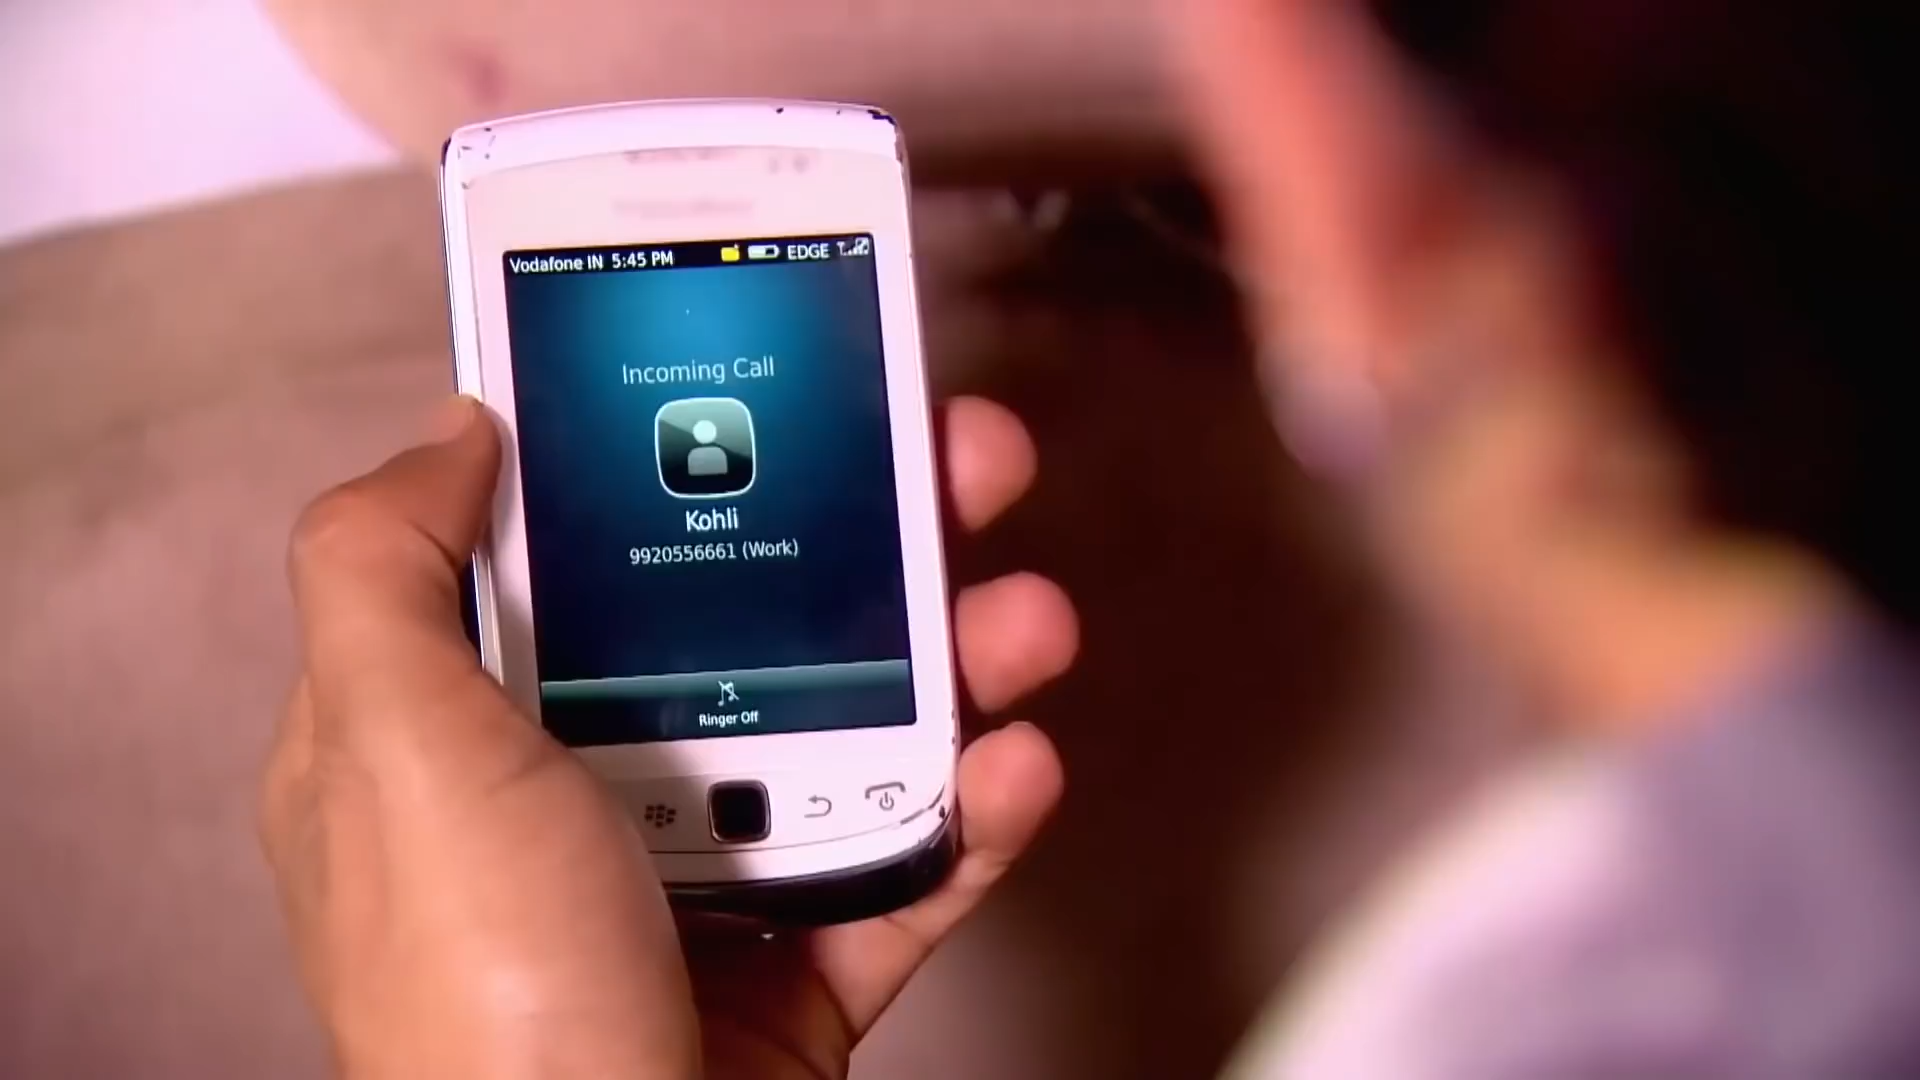 Vodafone IN 5:45 PM EDGE
Incoming Call
Kohli
9920556661 (Work)
Ringer Off